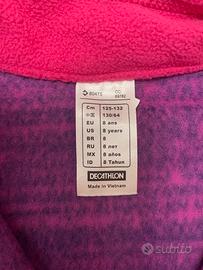 Cm 125-132
130/64
EU 8 ans
US 8 years
BR 8
RU 8 лет
MX 8 años
ID 8 Tahun
DECATHLON
Made in Vietnam
subito